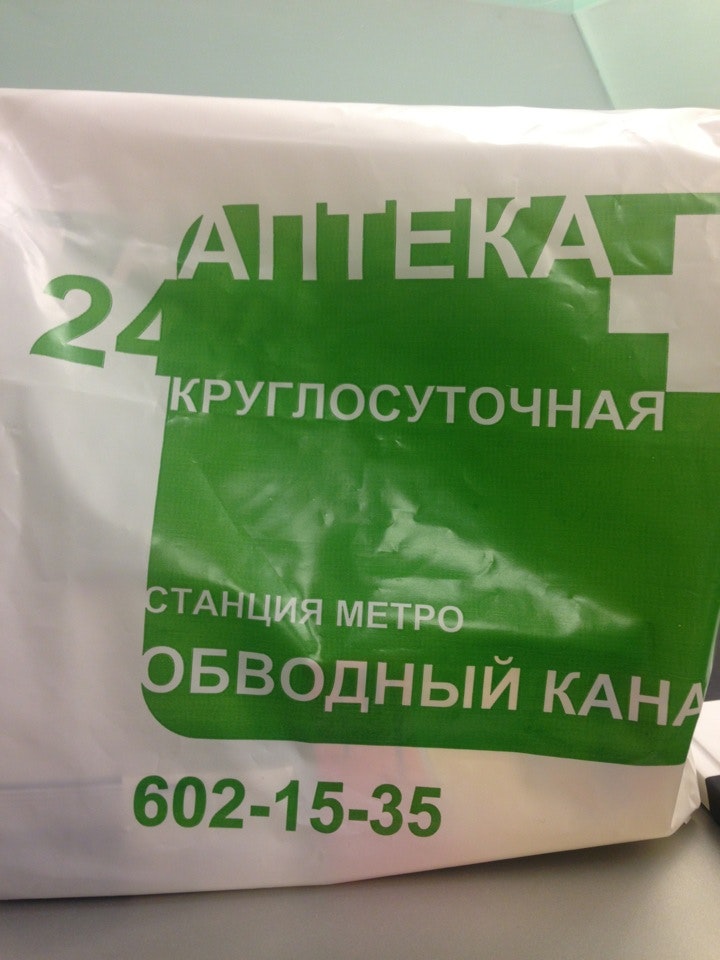 АПТЕКА
24
КРУГЛОСУТОЧНАЯ
СТАНЦИЯ МЕТРО
ОБВОДНЫЙ КАНА
602-15-35